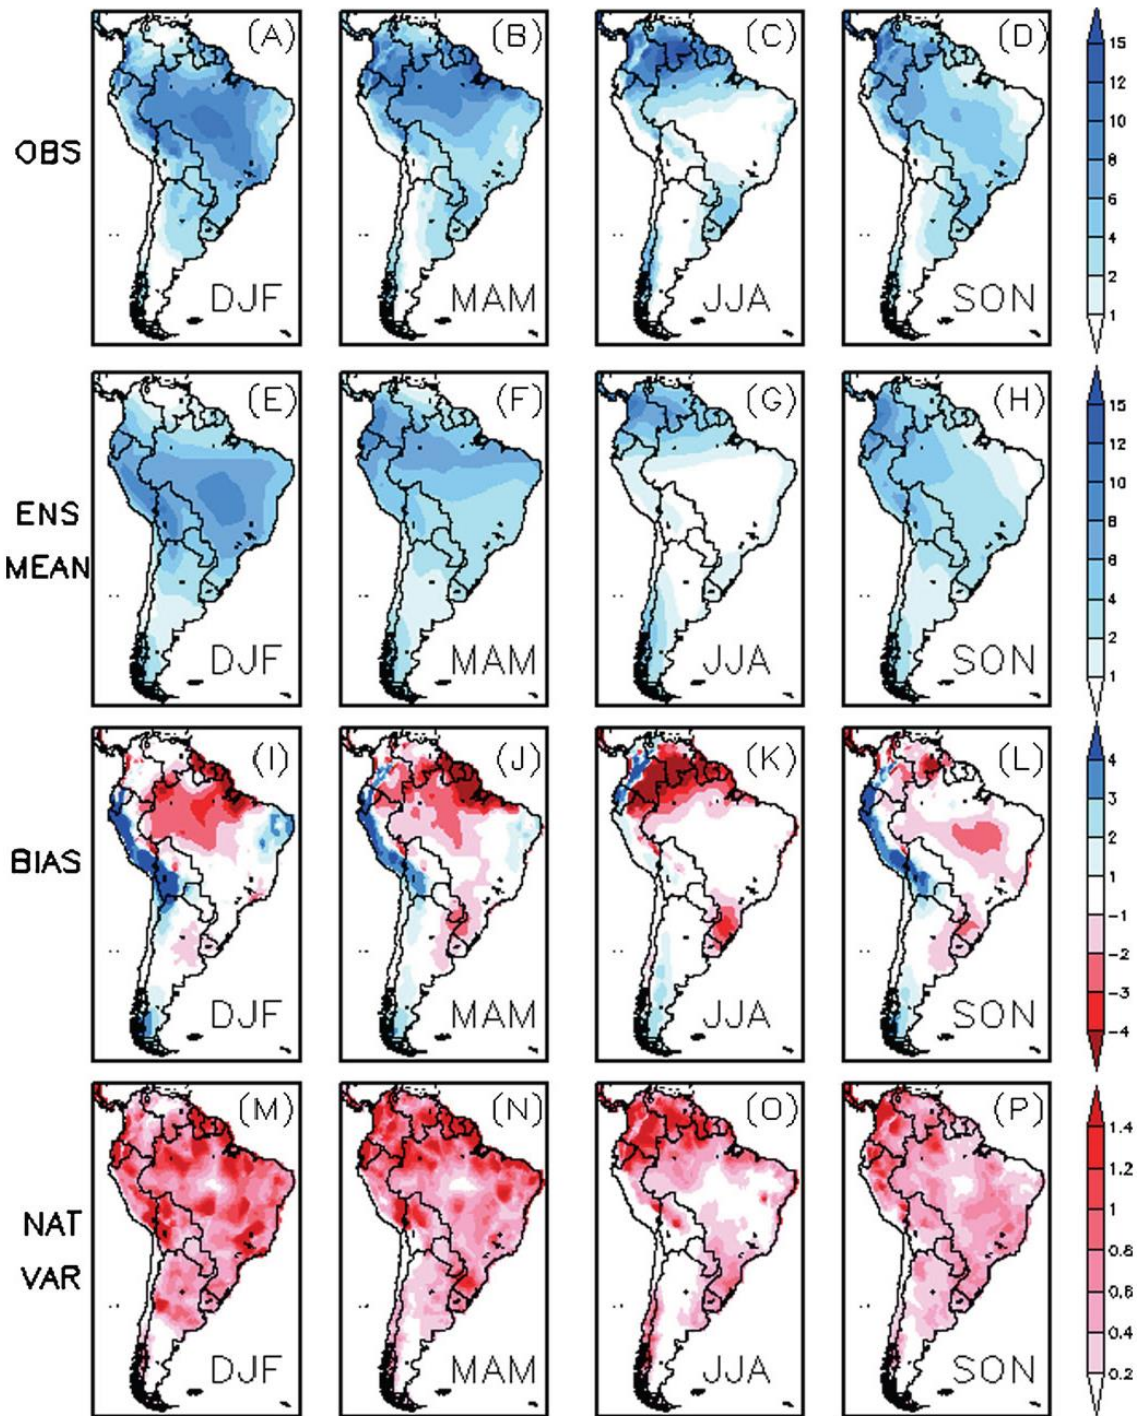 (A) (B) (C) (D)
OBS
DJF MAM JJA SON
15
12
10
8
6
4
2
1
(E) (F) (G) (H)
ENS
MEAN
DJF MAM JJA SON
15
12
10
8
6
4
2
1
(I) (J) (K) (L)
BIAS
DJF MAM JJA SON
4
3
2
1
-1
-2
-3
-4
(M) (N) (O) (P)
NAT
VAR
DJF MAM JJA SON
1.4
1.2
1
0.8
0.6
0.4
0.2